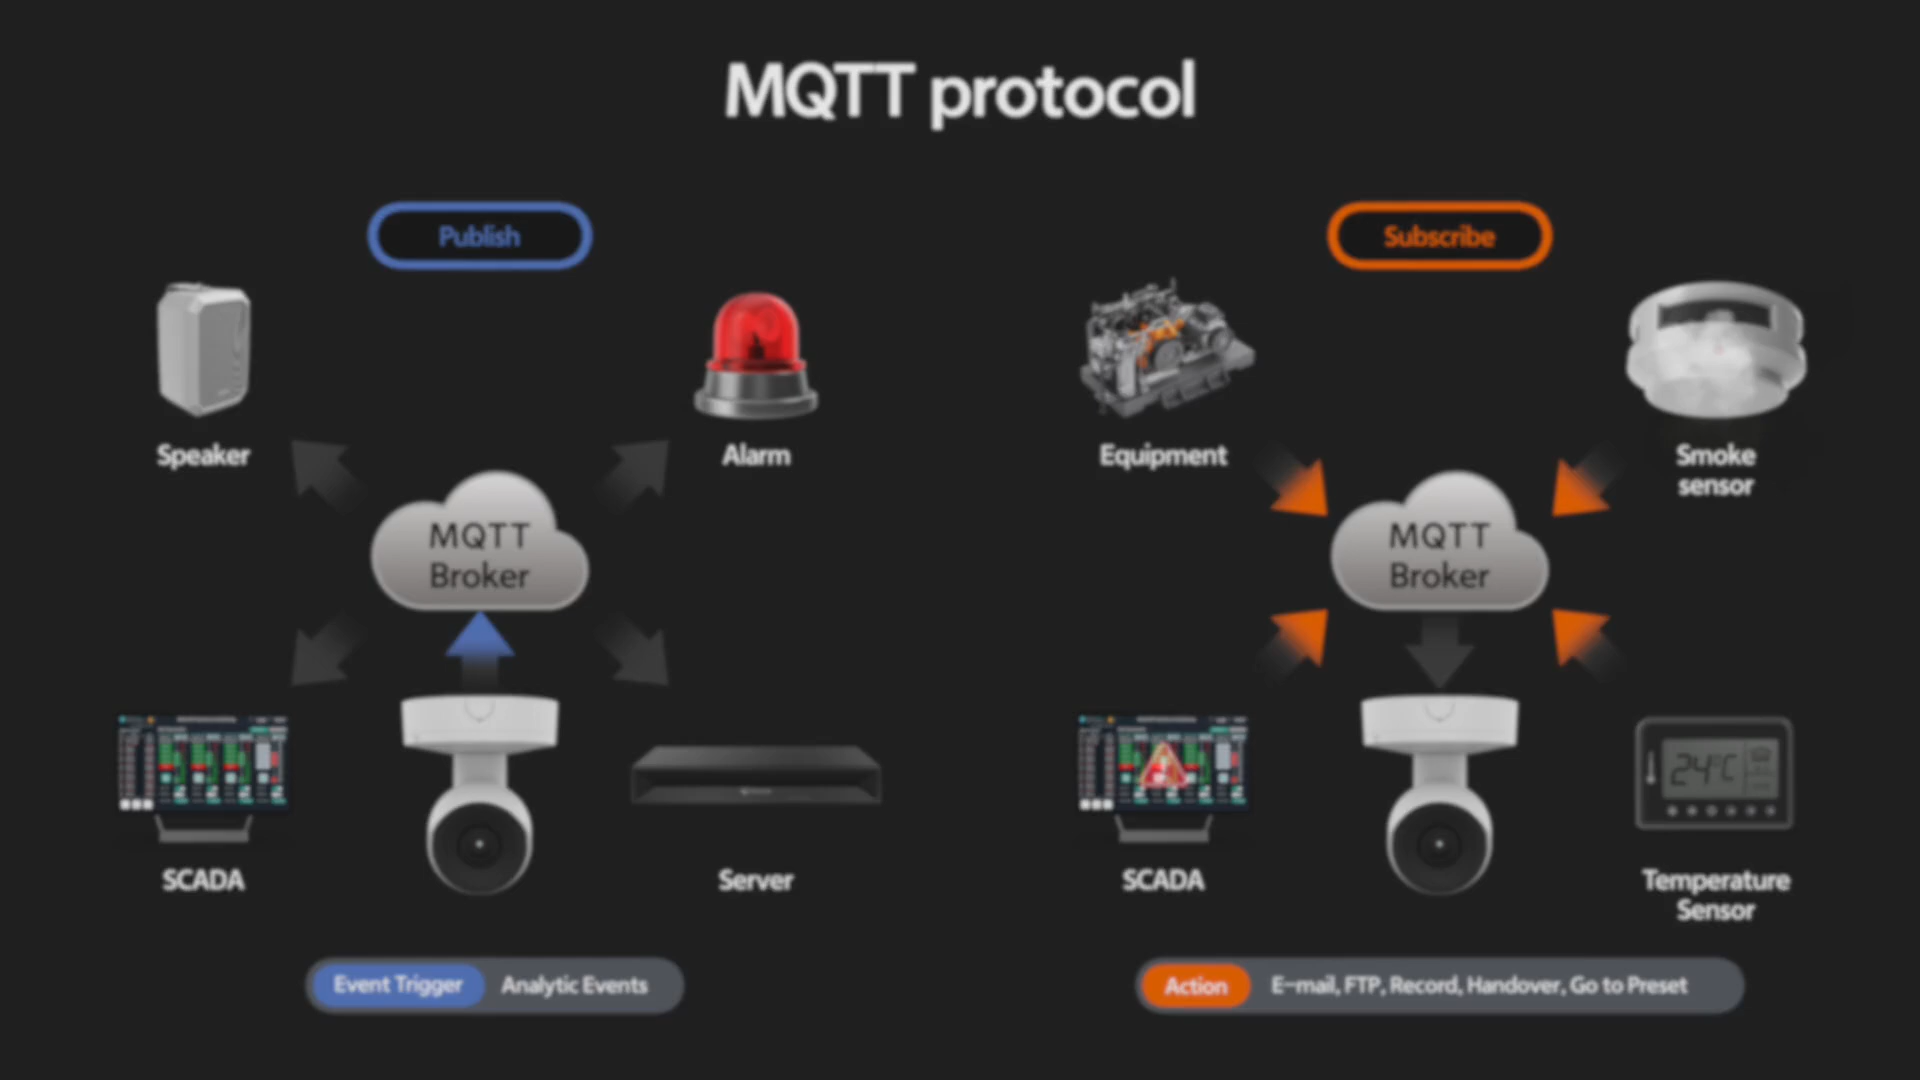 MQTT protocol
Publish
Speaker
Alarm
MQTT
Broker
SCADA
Server
Event Trigger Analytic Events
Subscribe
Equipment
Smoke
sensor
MQTT
Broker
24°C
SCADA
Temperature
Sensor
Action E-mail, FTP, Record, Handover, Go to Preset